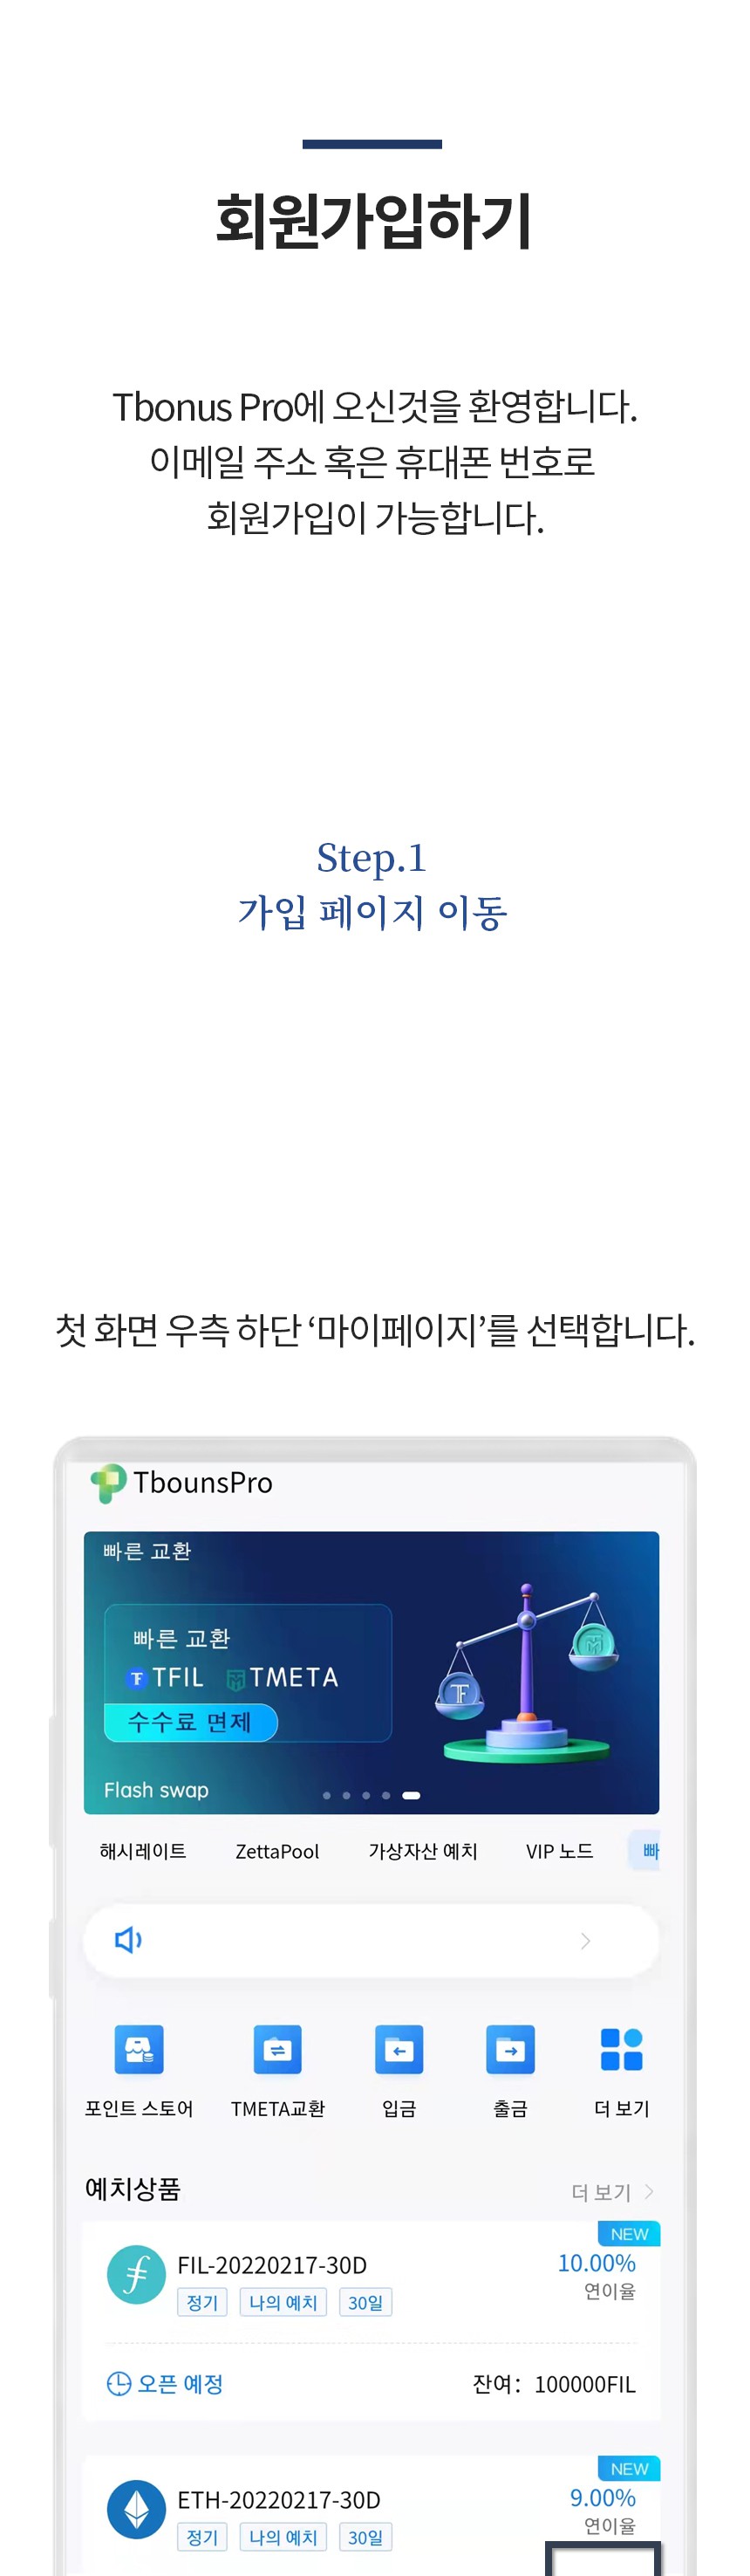 회원가입하기
Tbonus Pro에 오신것을 환영합니다.
이메일 주소 혹은 휴대폰 번호로
회원가입이 가능합니다.
Step.1
가입 페이지 이동
첫 화면 우측 하단 ‘마이페이지’를 선택합니다.
TbounsPro
빠른 교환
빠른 교환
TFIL TMETA
수수료 면제
Flash swap
해시레이트 ZettaPool 가상자산 예치 VIP 노드 빠
포인트 스토어 TMETA교환 입금 출금 더 보기
예치상품 더 보기
NEW
FIL-20220217-30D 10.00%
정기 나의 예치 30일 연이율
오픈 예정 잔여: 100000FIL
NEW
ETH-20220217-30D 9.00%
정기 나의 예치 30일 연이율